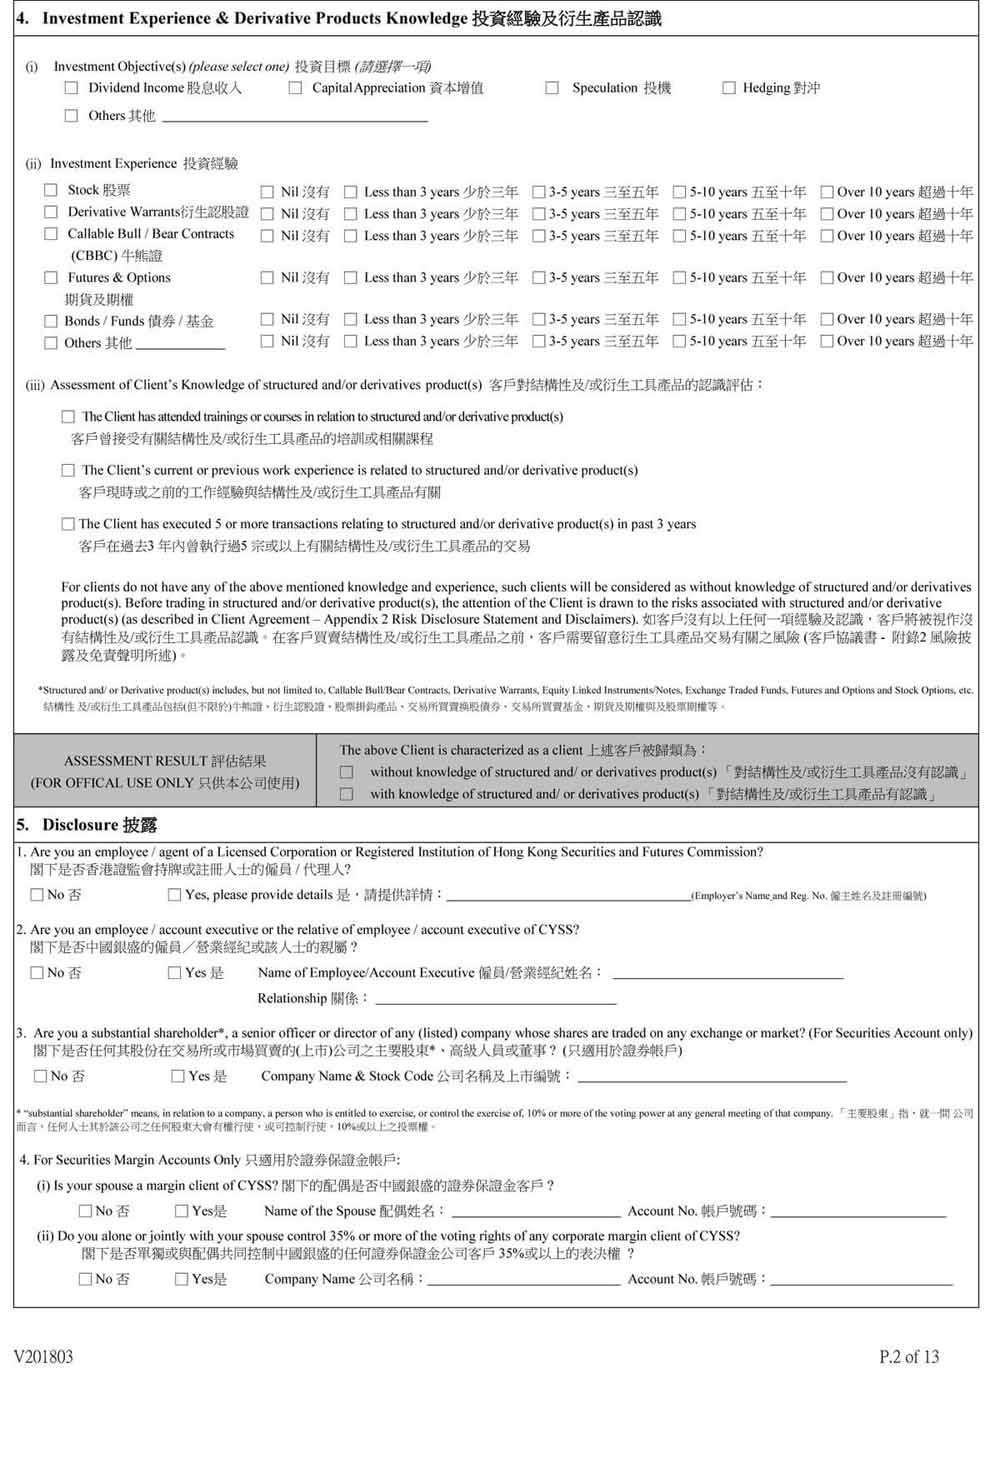 4. Investment Experience & Derivative Products Knowledge 投資經驗及衍生產品認識
(i) Investment Objective(s) (please select one) 投資目標 (請選擇一項)
□ Dividend Income 股息收入 □ Capital Appreciation 資本增值 □ Speculation 投機 □ Hedging 對沖
□ Others 其他 ____________________
(ii) Investment Experience 投資經驗
□ Stock 股票 □ Nil 沒有 □ Less than 3 years 少於三年 □ 3-5 years 三至五年 □ 5-10 years 五至十年 □ Over 10 years 超過十年
□ Derivative Warrants衍生認股證 □ Nil 沒有 □ Less than 3 years 少於三年 □ 3-5 years 三至五年 □ 5-10 years 五至十年 □ Over 10 years 超過十年
□ Callable Bull / Bear Contracts □ Nil 沒有 □ Less than 3 years 少於三年 □ 3-5 years 三至五年 □ 5-10 years 五至十年 □ Over 10 years 超過十年
(CBBC) 牛熊證
□ Futures & Options □ Nil 沒有 □ Less than 3 years 少於三年 □ 3-5 years 三至五年 □ 5-10 years 五至十年 □ Over 10 years 超過十年
期貨及期權
□ Bonds / Funds 債券 / 基金 □ Nil 沒有 □ Less than 3 years 少於三年 □ 3-5 years 三至五年 □ 5-10 years 五至十年 □ Over 10 years 超過十年
□ Others 其他 __________ □ Nil 沒有 □ Less than 3 years 少於三年 □ 3-5 years 三至五年 □ 5-10 years 五至十年 □ Over 10 years 超過十年
(iii) Assessment of Client's Knowledge of structured and/or derivatives product(s) 客戶對結構性及/或衍生工具產品的認識評估：
□ The Client has attended trainings or courses in relation to structured and/or derivative product(s)
客戶曾接受有關結構性及/或衍生工具產品的培訓或相關課程
□ The Client's current or previous work experience is related to structured and/or derivative product(s)
客戶現時或之前的工作經驗與結構性及/或衍生工具產品有關
□ The Client has executed 5 or more transactions relating to structured and/or derivative product(s) in past 3 years
客戶在過去3 年內曾執行過5 宗或以上有關結構性及/或衍生工具產品的交易
For clients do not have any of the above mentioned knowledge and experience, such clients will be considered as without knowledge of structured and/or derivatives
product(s). Before trading in structured and/or derivative product(s), the attention of the Client is drawn to the risks associated with structured and/or derivative
product(s) (as described in Client Agreement – Appendix 2 Risk Disclosure Statement and Disclaimers). 如客戶沒有以上任何一項經驗及認識，客戶將被視作沒
有結構性及/或衍生工具產品認識。在客戶買賣結構性及/或衍生工具產品之前，客戶需要留意衍生工具產品交易有關之風險 (客戶協議書 - 附錄2 風險披
露及免責聲明所述)。
*Structured and/ or Derivative product(s) includes, but not limited to, Callable Bull/Bear Contracts, Derivative Warrants, Equity Linked Instruments/Notes, Exchange Traded Funds, Futures and Options and Stock Options, etc.
結構性 及/或衍生工具產品包括(但不限於)牛熊證、衍生認股證、股票掛鈎產品、交易所買賣換股債券、交易所買賣基金、期貨及期權與及股票期權等。
ASSESSMENT RESULT 評估結果
(FOR OFFICAL USE ONLY 只供本公司使用)
The above Client is characterized as a client 上述客戶被歸類為：
□ without knowledge of structured and/ or derivatives product(s) 「對結構性及/或衍生工具產品沒有認識」
□ with knowledge of structured and/ or derivatives product(s) 「對結構性及/或衍生工具產品有認識」
5. Disclosure 披露
1. Are you an employee / agent of a Licensed Corporation or Registered Institution of Hong Kong Securities and Futures Commission?
閣下是否香港證監會持牌或註冊人士的僱員 / 代理人?
□ No 否 □ Yes, please provide details 是，請提供詳情：____________________(Employer's Name and Reg. No. 僱主姓名及註冊編號)
2. Are you an employee / account executive or the relative of employee / account executive of CYSS?
閣下是否中國銀盛的僱員／營業經紀或該人士的親屬？
□ No 否 □ Yes 是 Name of Employee/Account Executive 僱員/營業經紀姓名： ____________________
Relationship 關係： ____________________
3. Are you a substantial shareholder*, a senior officer or director of any (listed) company whose shares are traded on any exchange or market? (For Securities Account only)
閣下是否任何其股份在交易所或市場買賣的(上市)公司之主要股東*、高級人員或董事？ (只適用於證券帳戶)
□ No 否 □ Yes 是 Company Name & Stock Code 公司名稱及上市編號： ____________________
* "substantial shareholder" means, in relation to a company, a person who is entitled to exercise, or control the exercise of, 10% or more of the voting power at any general meeting of that company. 「主要股東」指，就一間 公司
而言，任何人士其於該公司之任何股東大會有權行使，或可控制行使，10%或以上之投票權。
4. For Securities Margin Accounts Only 只適用於證券保證金帳戶:
(i) Is your spouse a margin client of CYSS? 閣下的配偶是否中國銀盛的證券保證金客戶？
□ No 否 □ Yes是 Name of the Spouse 配偶姓名： ____________________ Account No. 帳戶號碼：____________________
(ii) Do you alone or jointly with your spouse control 35% or more of the voting rights of any corporate margin client of CYSS?
閣下是否單獨或與配偶共同控制中國銀盛的任何證券保證金公司客戶 35%或以上的表決權 ？
□ No 否 □ Yes是 Company Name 公司名稱：____________________ Account No. 帳戶號碼：____________________
V201803 P.2 of 13